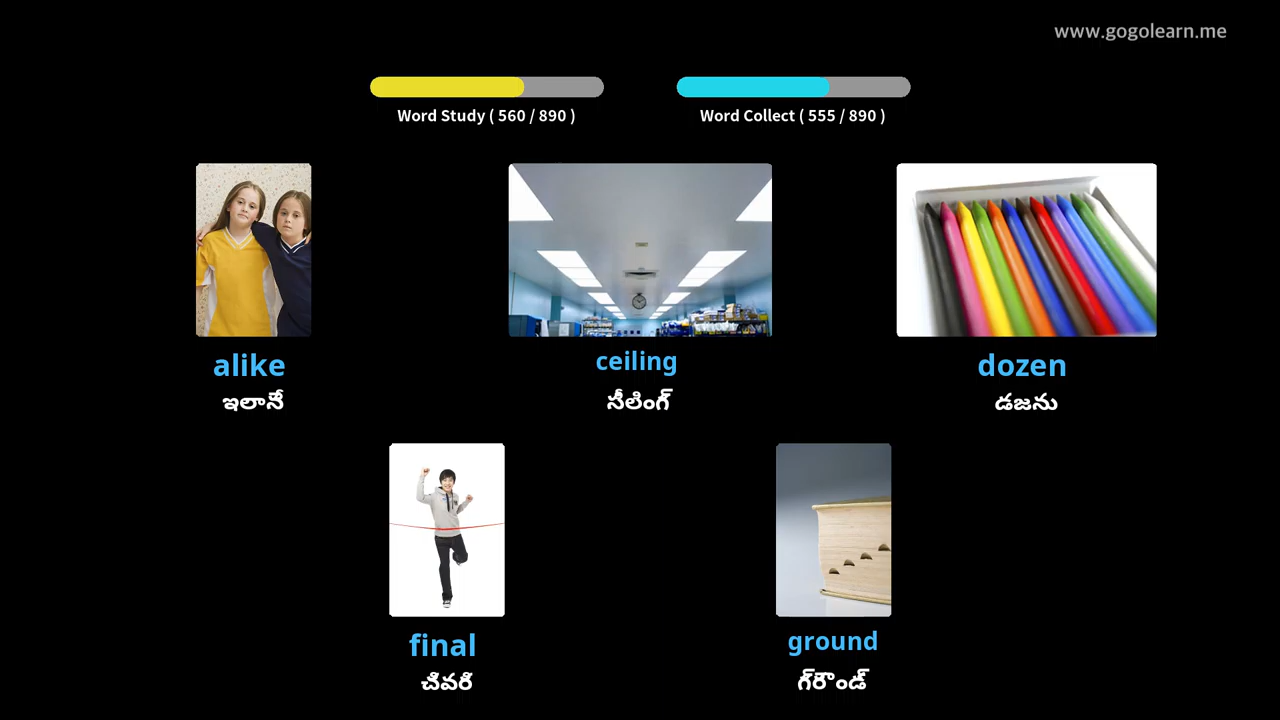 www.gogolearn.me
Word Study ( 560 / 890 )
Word Collect ( 555 / 890 )
alike
ఇలానే
ceiling
సీలింగ్
dozen
డజను
final
చివరి
ground
గ్రౌండ్